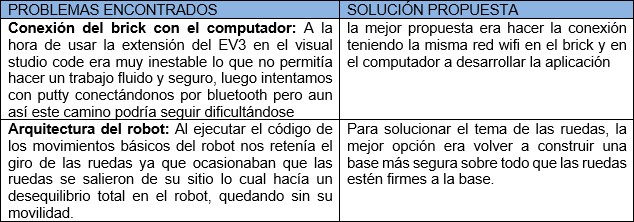 PROBLEMAS ENCONTRADOS
SOLUCIÓN PROPUESTA
Conexión del brick con el computador: A la
hora de usar la extensión del EV3 en el visual
studio code era muy inestable lo que no permitía
hacer un trabajo fluido y seguro, luego intentamos
con putty conectándonos por bluetooth pero aun
así este camino podría seguir dificultándose
la mejor propuesta era hacer la conexión
teniendo la misma red wifi en el brick y en
el computador a desarrollar la aplicación
Arquitectura del robot: Al ejecutar el código de
los movimientos básicos del robot nos retenía el
giro de las ruedas ya que ocasionaban que las
ruedas se salieron de su sitio lo cual hacía un
desequilibrio total en el robot, quedando sin su
movilidad.
Para solucionar el tema de las ruedas, la
mejor opción era volver a construir una
base más segura sobre todo que las ruedas
estén firmes a la base.